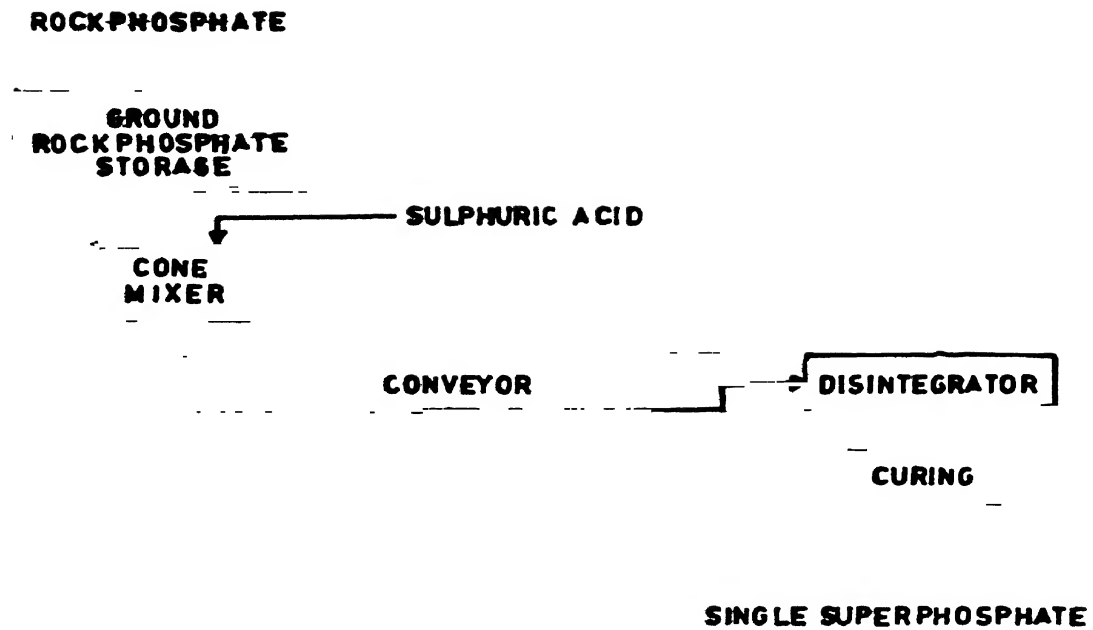 ROCKPHOSPHATE
GROUND
ROCKPHOSPHATE
STORAGE
SULPHURIC ACID
CONE
MIXER
CONVEYOR
DISINTEGRATOR
CURING
SINGLE SUPERPHOSPHATE